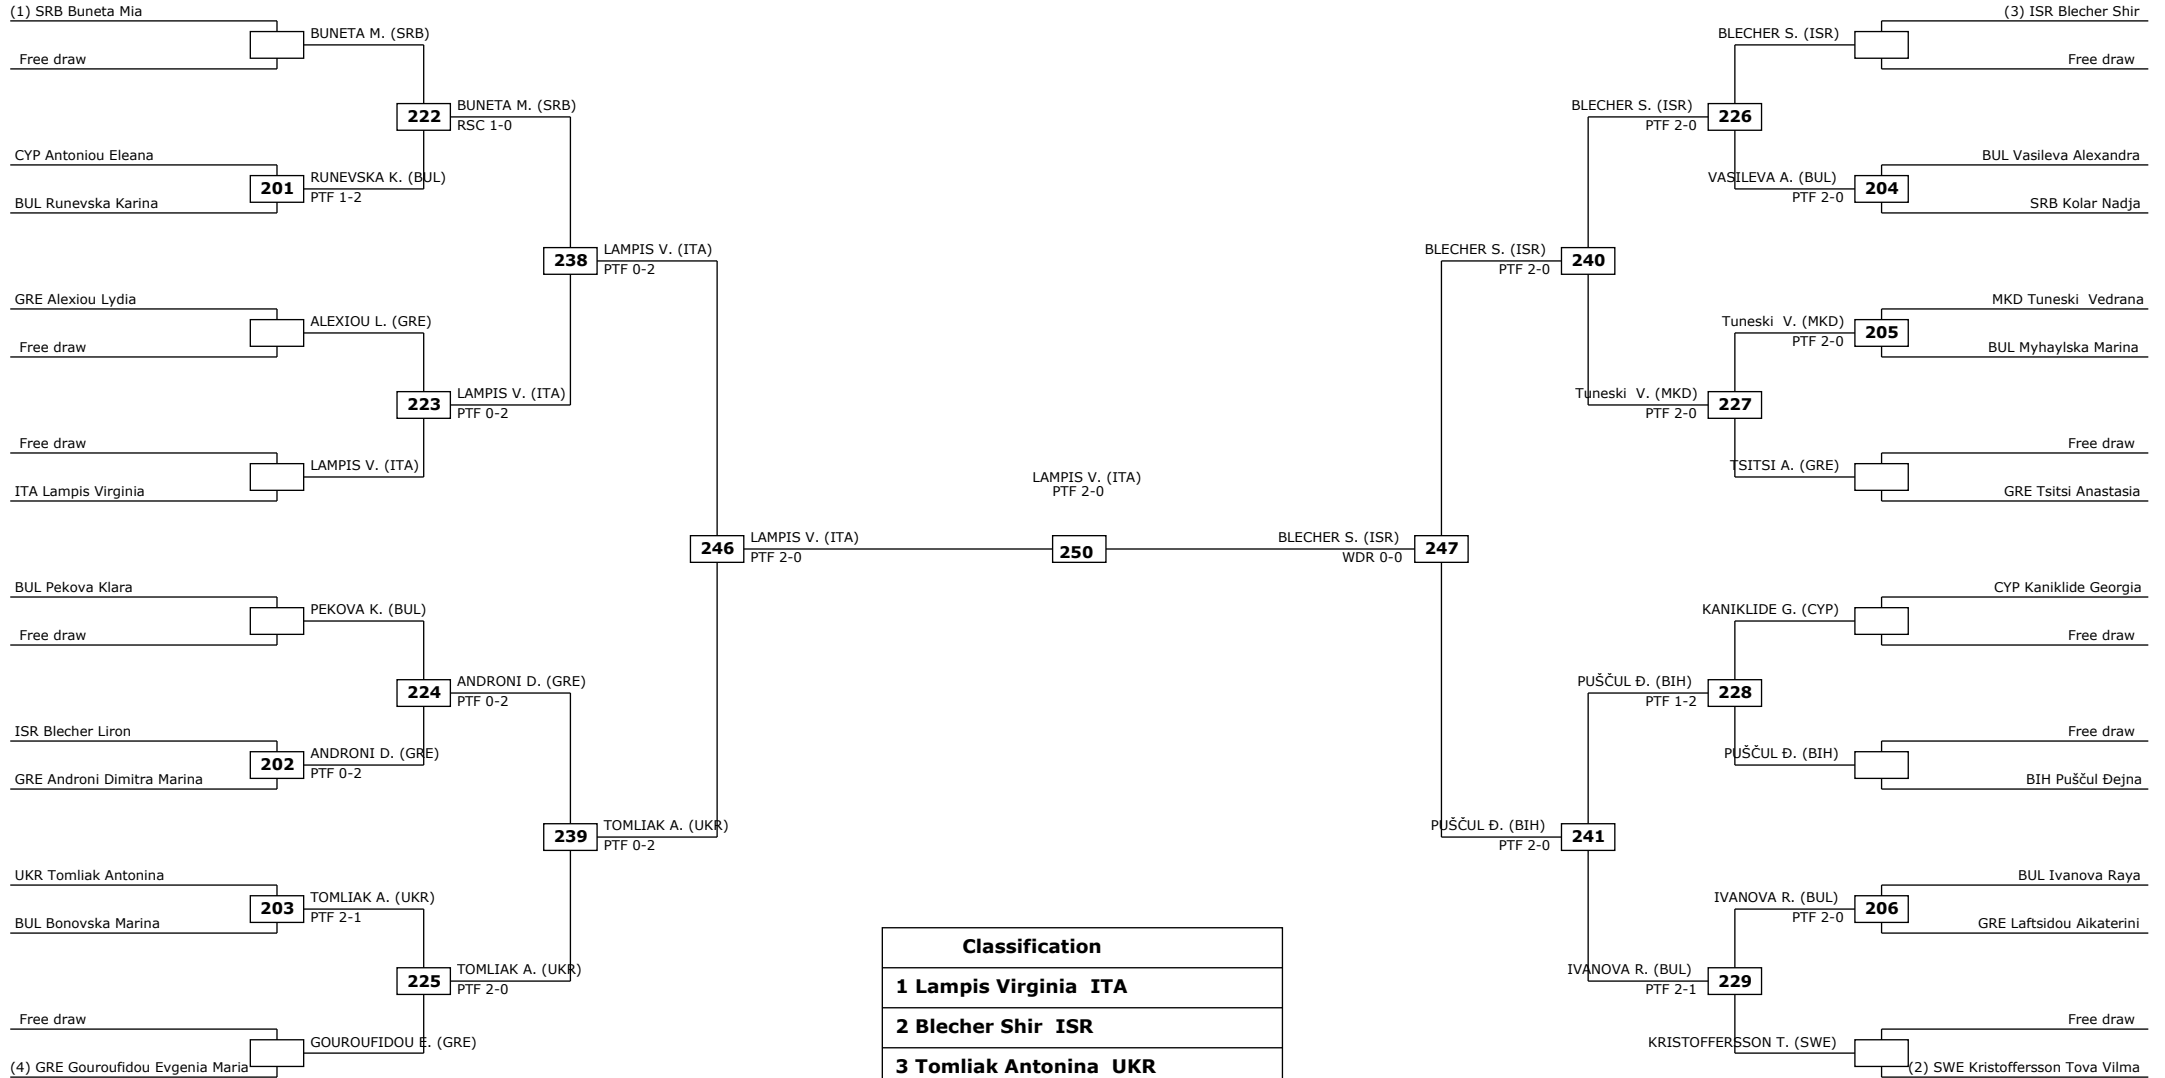 (1) SRB Buneta Mia
Free draw
BUNETA M. (SRB)
222
BUNETA M. (SRB)
RSC 1-0
CYP Antoniou Eleana
BUL Runevska Karina
201
RUNEVSKA K. (BUL)
PTF 1-2
238
LAMPIS V. (ITA)
PTF 0-2
GRE Alexiou Lydia
Free draw
ALEXIOU L. (GRE)
223
LAMPIS V. (ITA)
PTF 0-2
Free draw
ITA Lampis Virginia
LAMPIS V. (ITA)
246
LAMPIS V. (ITA)
PTF 2-0
BUL Pekova Klara
Free draw
PEKOVA K. (BUL)
224
ANDRONI D. (GRE)
PTF 0-2
ISR Blecher Liron
GRE Androni Dimitra Marina
202
ANDRONI D. (GRE)
PTF 0-2
239
TOMLIAK A. (UKR)
PTF 0-2
UKR Tomliak Antonina
BUL Bonovska Marina
203
TOMLIAK A. (UKR)
PTF 2-1
225
TOMLIAK A. (UKR)
PTF 2-0
Free draw
(4) GRE Gouroufidou Evgenia Maria
GOUROUFIDOU E. (GRE)
LAMPIS V. (ITA)
PTF 2-0
250
(3) ISR Blecher Shir
Free draw
BLECHER S. (ISR)
226
BLECHER S. (ISR)
PTF 2-0
BUL Vasileva Alexandra
SRB Kolar Nadja
204
VASILEVA A. (BUL)
PTF 2-0
240
BLECHER S. (ISR)
PTF 2-0
MKD Tuneski  Vedrana
BUL Myhaylska Marina
205
Tuneski  V. (MKD)
PTF 2-0
227
Tuneski  V. (MKD)
PTF 2-0
Free draw
GRE Tsitsi Anastasia
TSITSI A. (GRE)
247
BLECHER S. (ISR)
WDR 0-0
CYP Kaniklide Georgia
Free draw
KANIKLIDE G. (CYP)
228
PUŠČUL Đ. (BIH)
PTF 1-2
Free draw
BIH Puščul Đejna
PUŠČUL Đ. (BIH)
241
PUŠČUL Đ. (BIH)
PTF 2-0
BUL Ivanova Raya
GRE Laftsidou Aikaterini
206
IVANOVA R. (BUL)
PTF 2-0
229
IVANOVA R. (BUL)
PTF 2-1
Free draw
(2) SWE Kristoffersson Tova Vilma
KRISTOFFERSSON T. (SWE)
Classification
1 Lampis Virginia  ITA
2 Blecher Shir  ISR
3 Tomliak Antonina  UKR